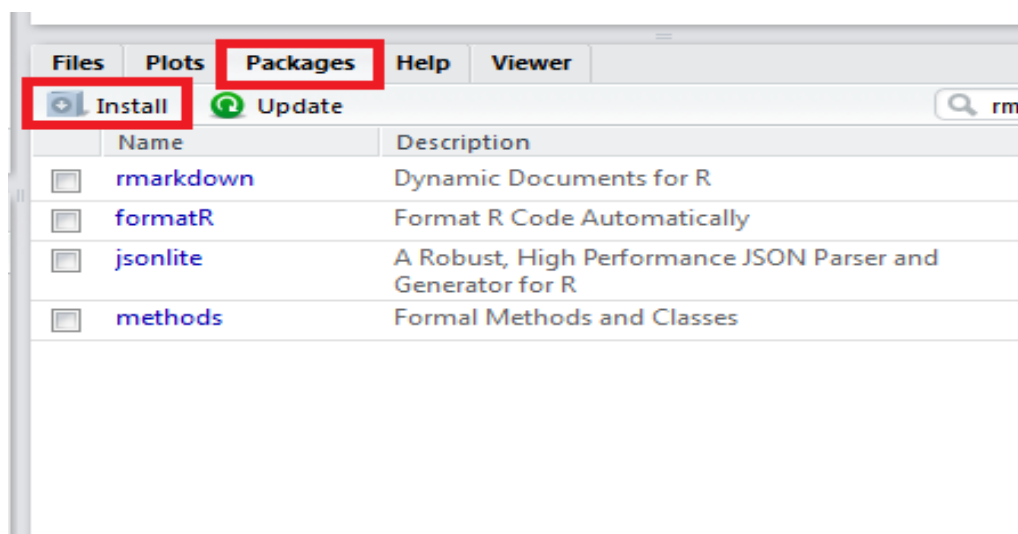 Files Plots Packages Help Viewer
Install Update rm
Name Description
rmarkdown Dynamic Documents for R
formatR Format R Code Automatically
jsonlite A Robust, High Performance JSON Parser and
Generator for R
methods Formal Methods and Classes